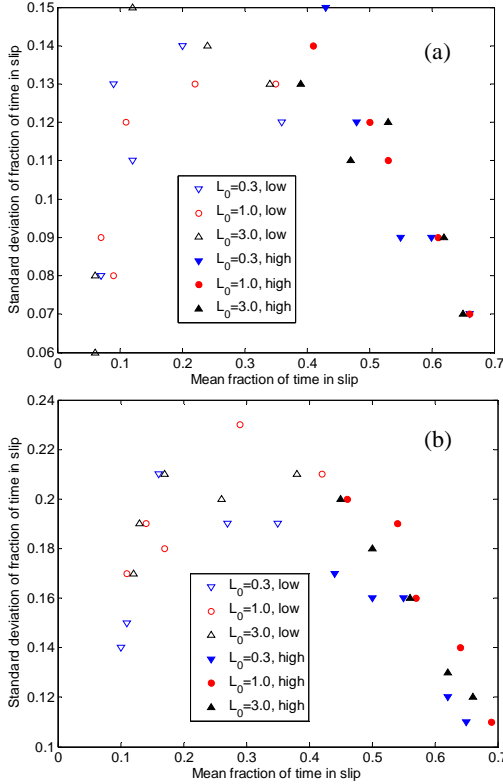 0.15
0.14
0.13
0.12
0.11
0.1
0.09
0.08
0.07
0.06
Standard deviation of fraction of time in slip
(a)
L0=0.3, low
L0=1.0, low
L0=3.0, low
L0=0.3, high
L0=1.0, high
L0=3.0, high
0 0.1 0.2 0.3 0.4 0.5 0.6 0.7
Mean fraction of time in slip
0.24
0.22
0.2
0.18
0.16
0.14
0.12
0.1
Standard deviation of fraction of time in slip
(b)
L0=0.3, low
L0=1.0, low
L0=3.0, low
L0=0.3, high
L0=1.0, high
L0=3.0, high
0 0.1 0.2 0.3 0.4 0.5 0.6 0.7
Mean fraction of time in slip